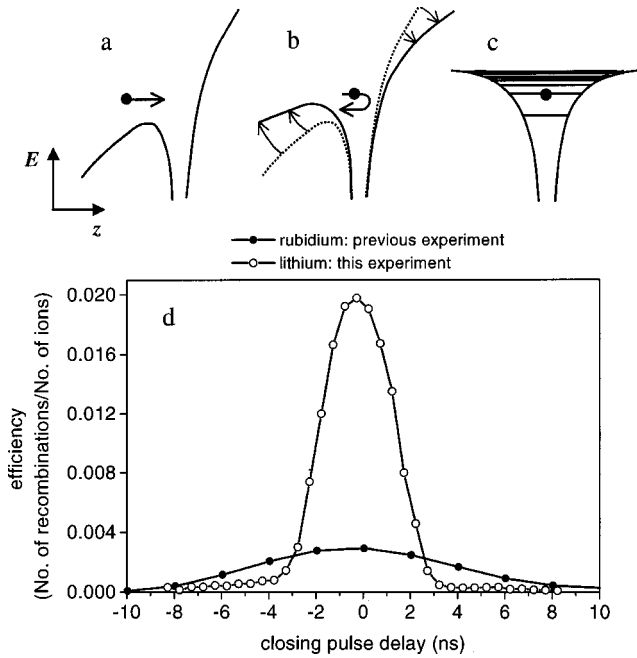 a
b
c
E
z
rubidium: previous experiment
lithium: this experiment
d
efficiency
(No. of recombinations/No. of ions)
0.020
0.016
0.012
0.008
0.004
0.000
-10 -8 -6 -4 -2 0 2 4 6 8 10
closing pulse delay (ns)